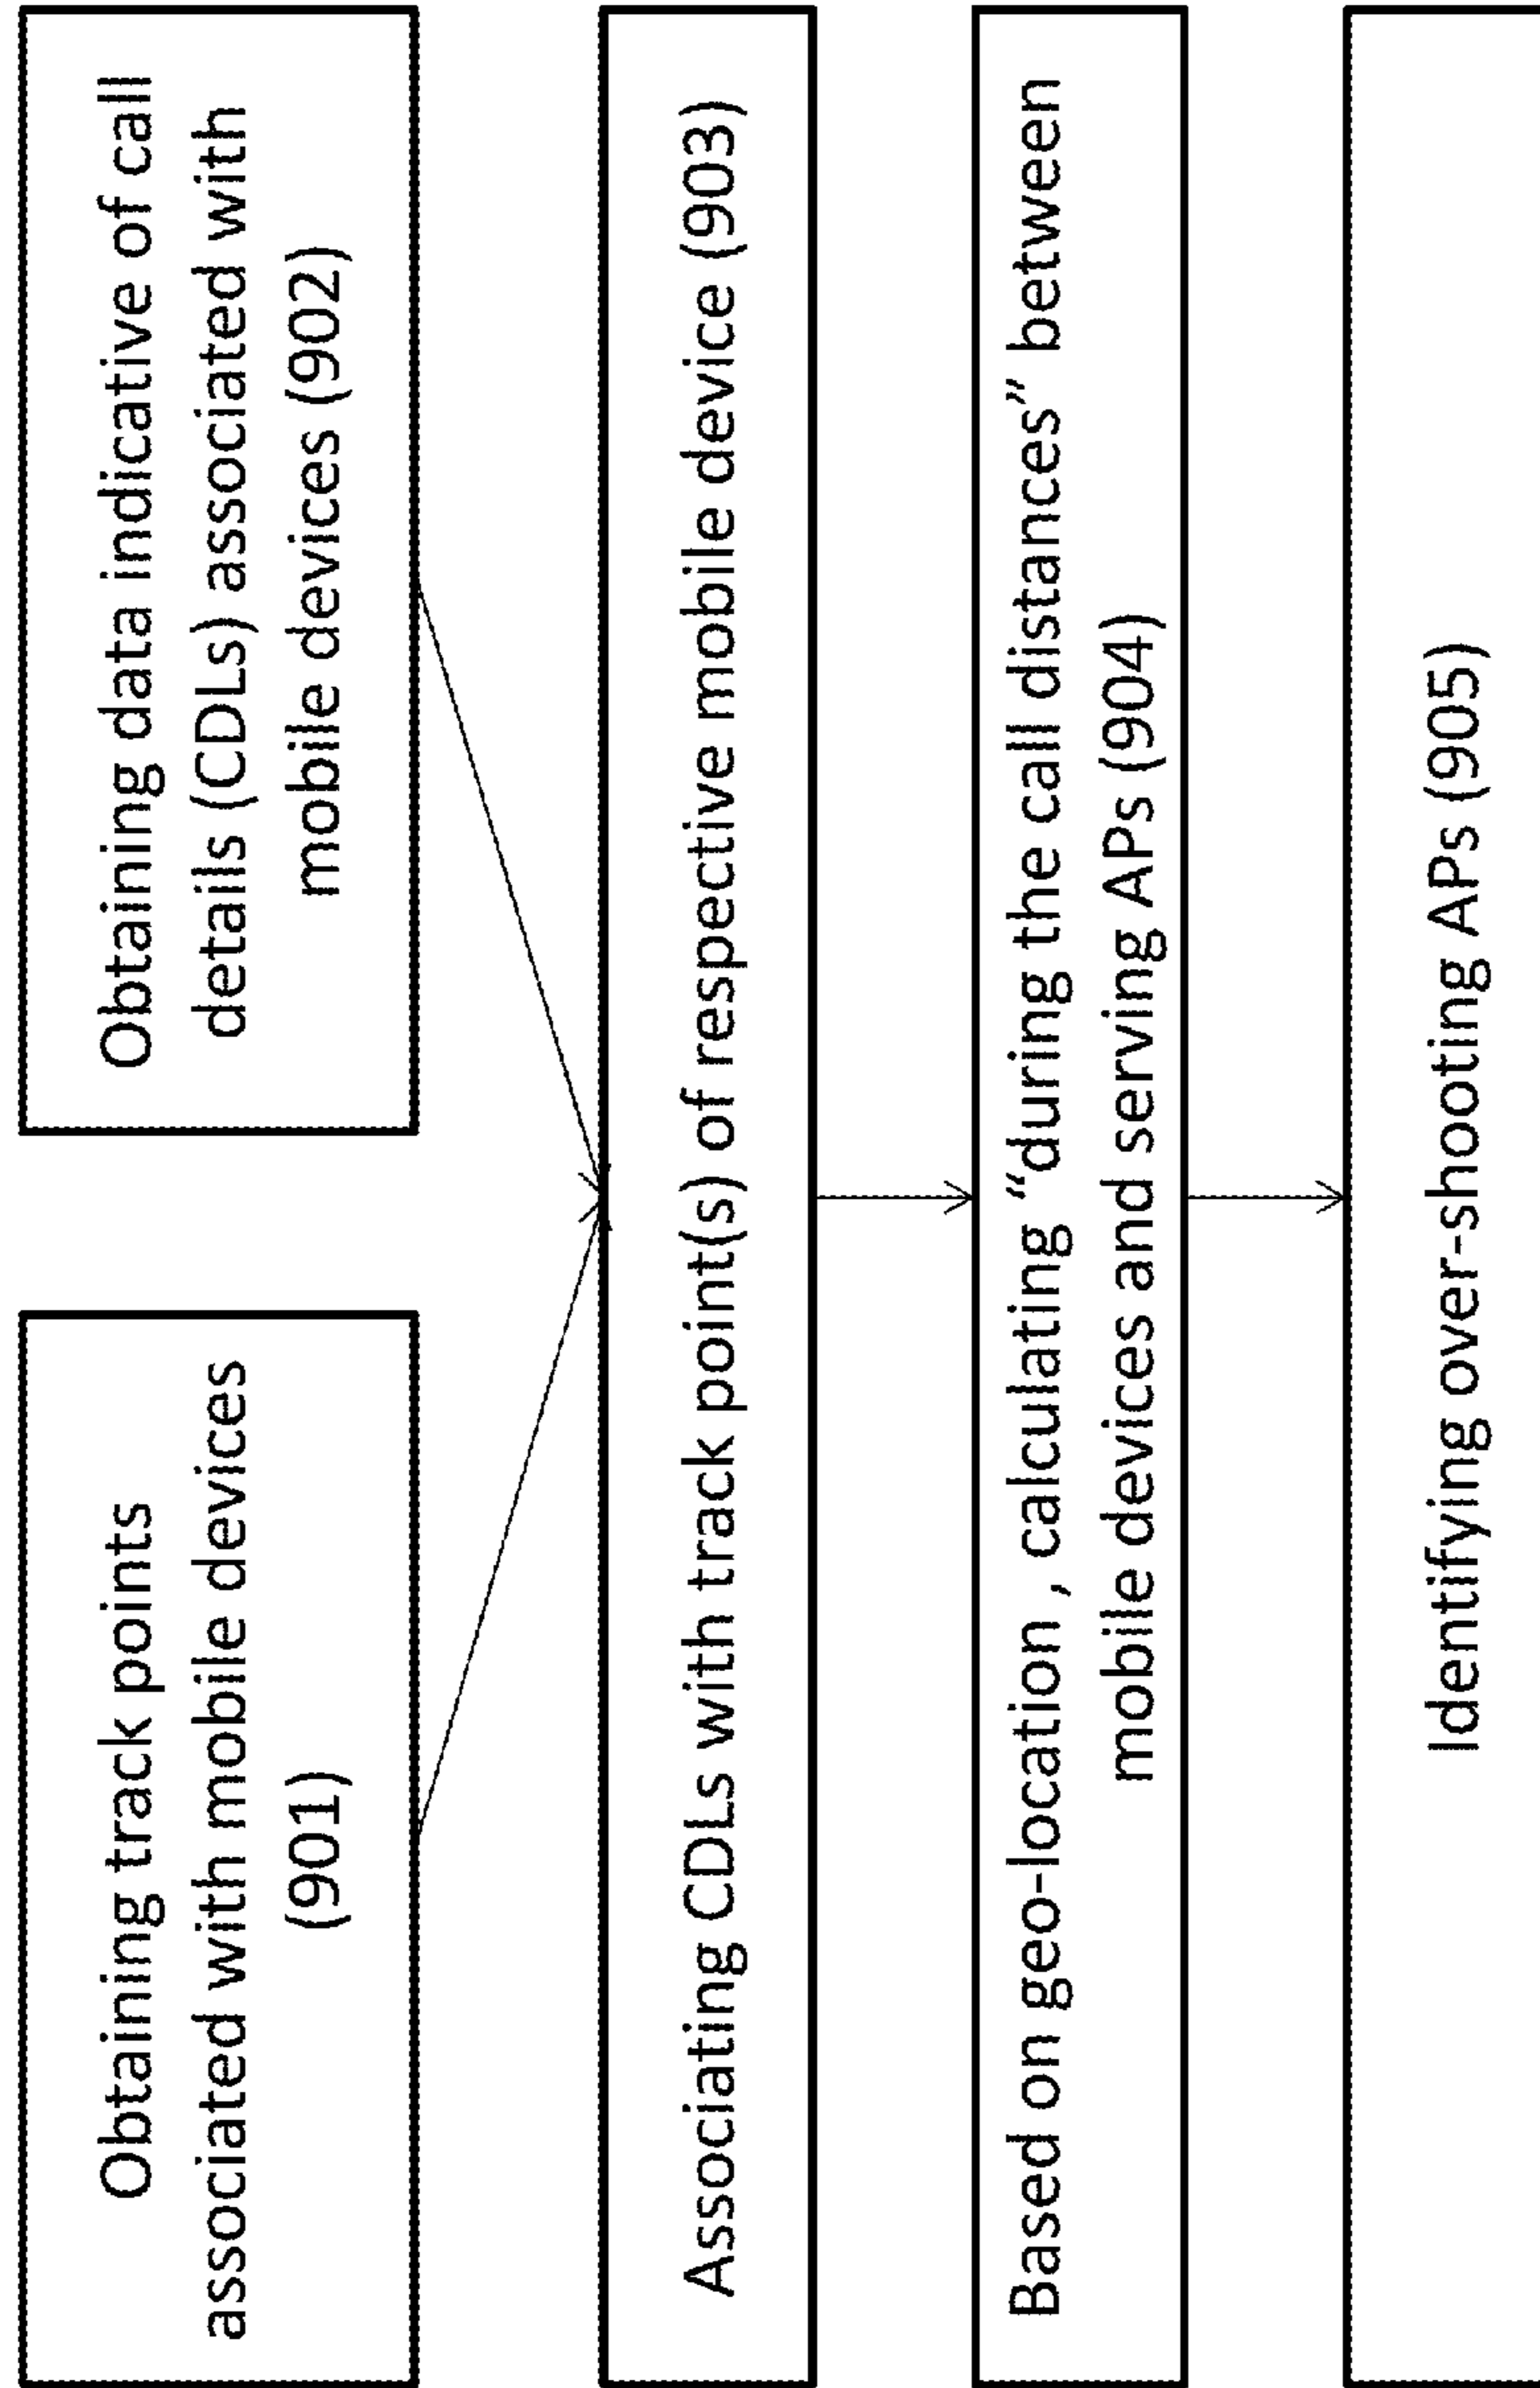 Obtaining track points
associated with mobile devices
(901)
Obtaining data indicative of call
details (CDLs) associated with
mobile devices (902)
Associating CDLs with track point(s) of respective mobile device (903)
Based on geo-location , calculating “during the call distances” between
mobile devices and serving APs (904)
Identifying over-shooting APs (905)